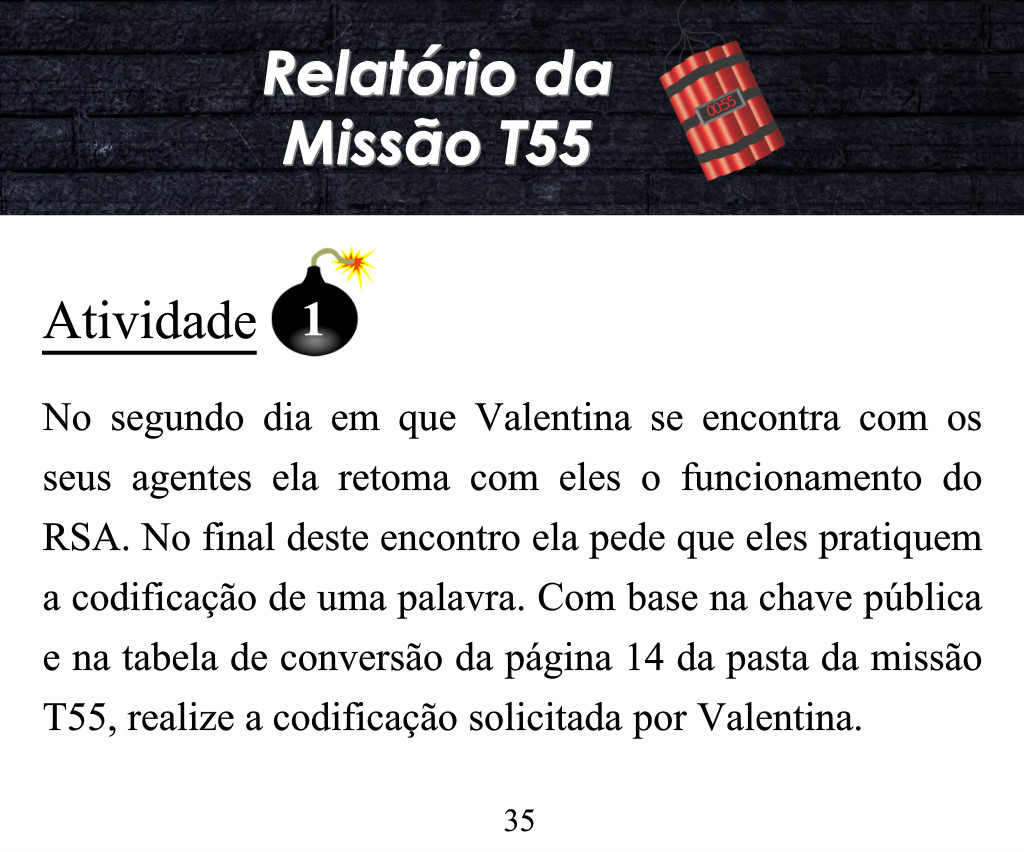 Relatório da
Missão T55
00:55
Atividade 1
No segundo dia em que Valentina se encontra com os
seus agentes ela retoma com eles o funcionamento do
RSA. No final deste encontro ela pede que eles pratiquem
a codificação de uma palavra. Com base na chave pública
e na tabela de conversão da página 14 da pasta da missão
T55, realize a codificação solicitada por Valentina.
35